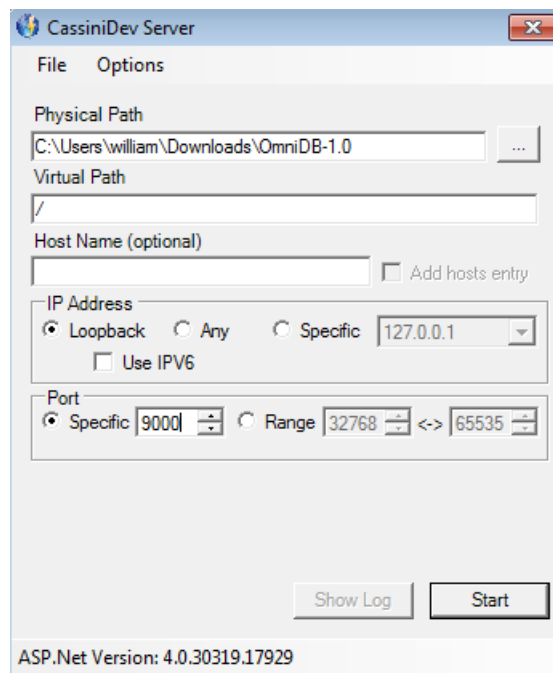 CassiniDev Server
File Options
Physical Path
C:\Users\william\Downloads\OmniDB-1.0 ...
Virtual Path
/
Host Name (optional)
Add hosts entry
IP Address
Loopback Any Specific 127.0.0.1
Use IPV6
Port
Specific 9000 Range 32768 <-> 65535
Show Log Start
ASP.Net Version: 4.0.30319.17929